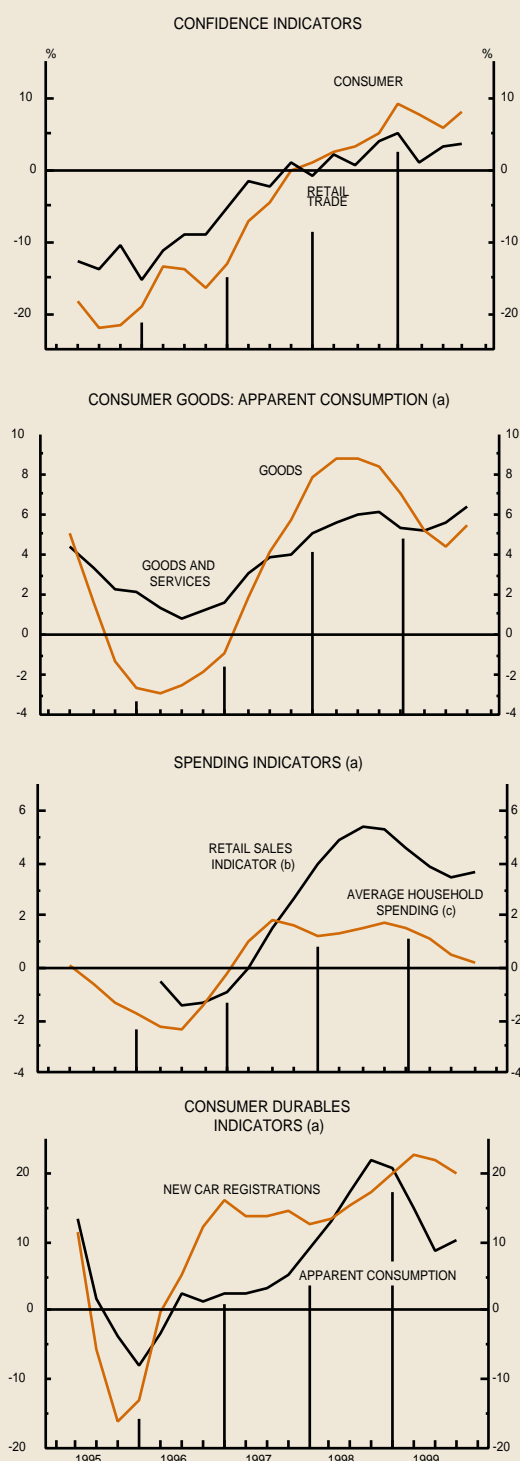 CONFIDENCE INDICATORS
% %
CONSUMER
10 10
0 0
RETAIL
TRADE
-10 -10
-20 -20
CONSUMER GOODS: APPARENT CONSUMPTION (a)
10 10
GOODS
8 8
6 6
4 4
GOODS AND
SERVICES
2 2
0 0
-2 -2
-4 -4
SPENDING INDICATORS (a)
6 6
RETAIL SALES
INDICATOR (b)
4 4
AVERAGE HOUSEHOLD
SPENDING (c)
2 2
0 0
-2 -2
-4 -4
CONSUMER DURABLES
INDICATORS (a)
20 20
NEW CAR REGISTRATIONS
10 10
APPARENT CONSUMPTION
0 0
-10 -10
-20 -20
1995 1996 1997 1998 1999